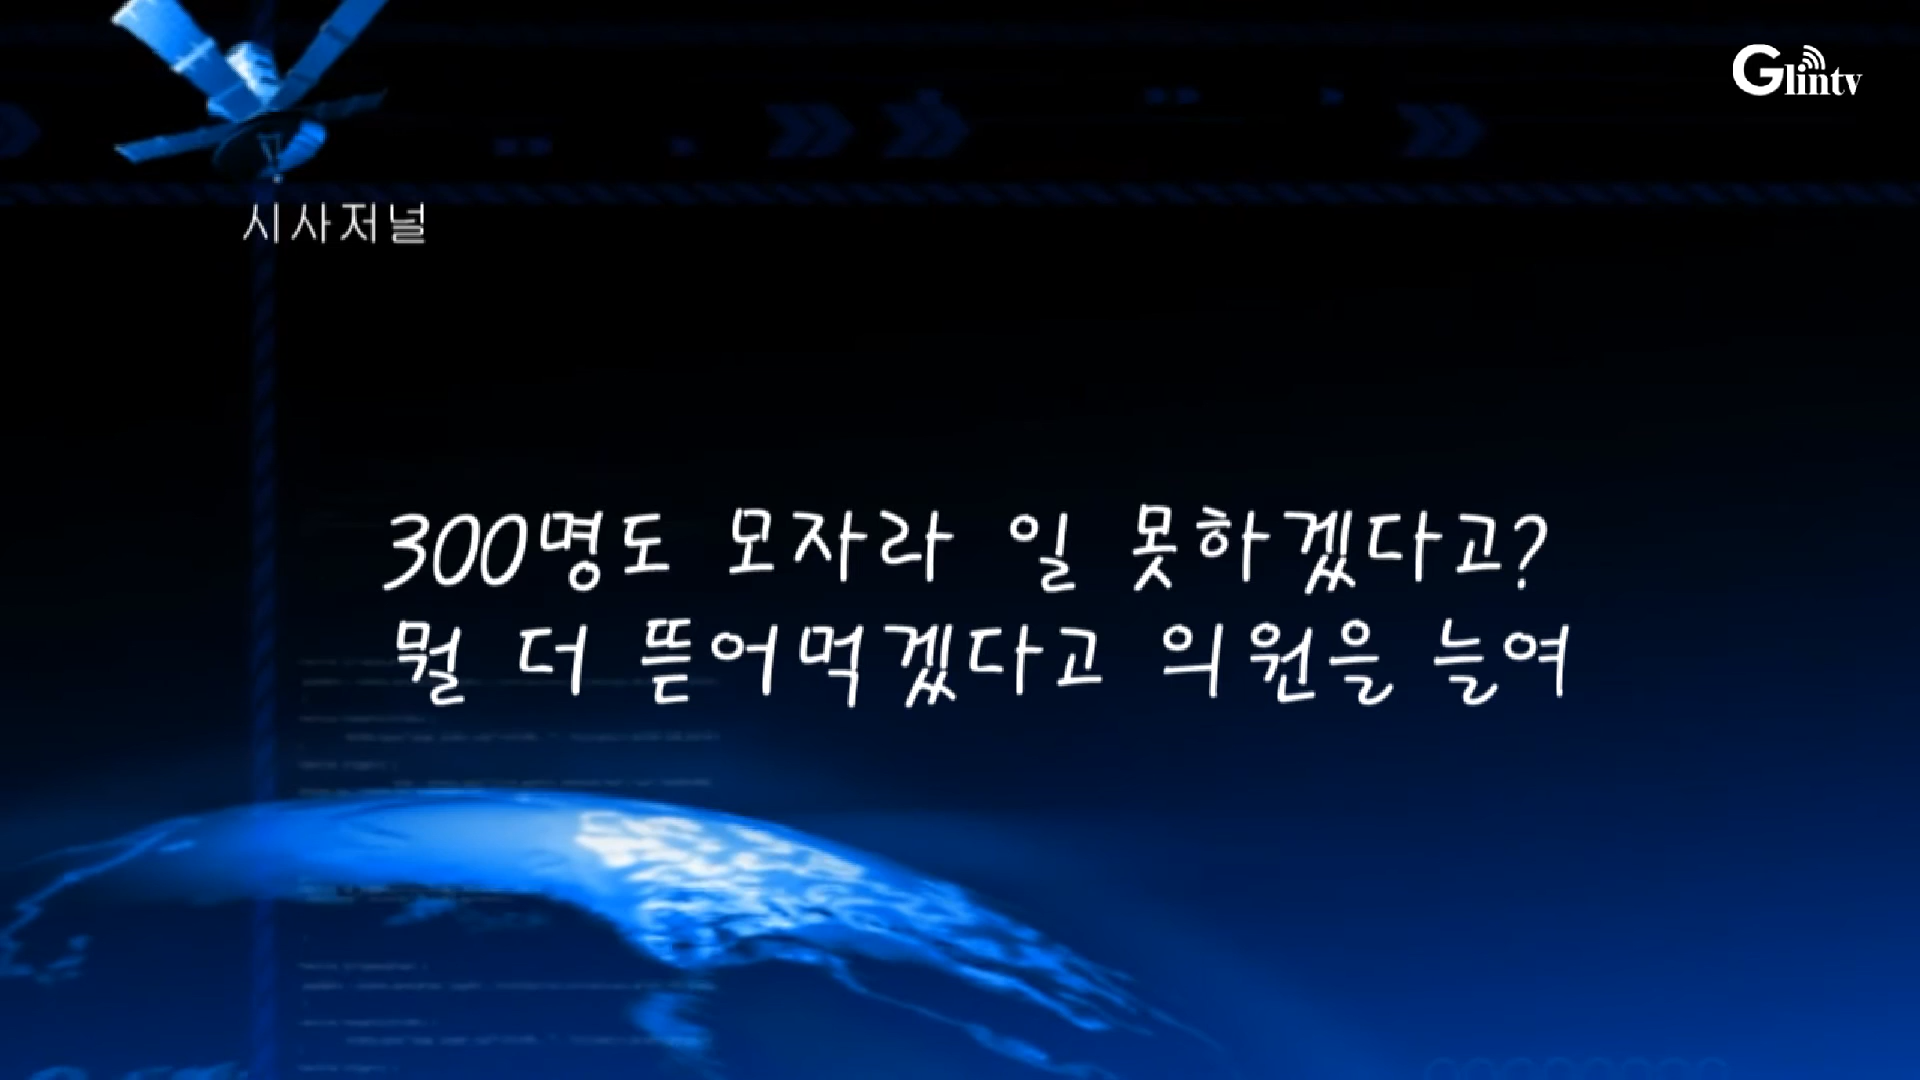 Glintv
시사저널
300명도 모자라 일 못하겠다고?
뭘 더 뜯어먹겠다고 의원을 늘여